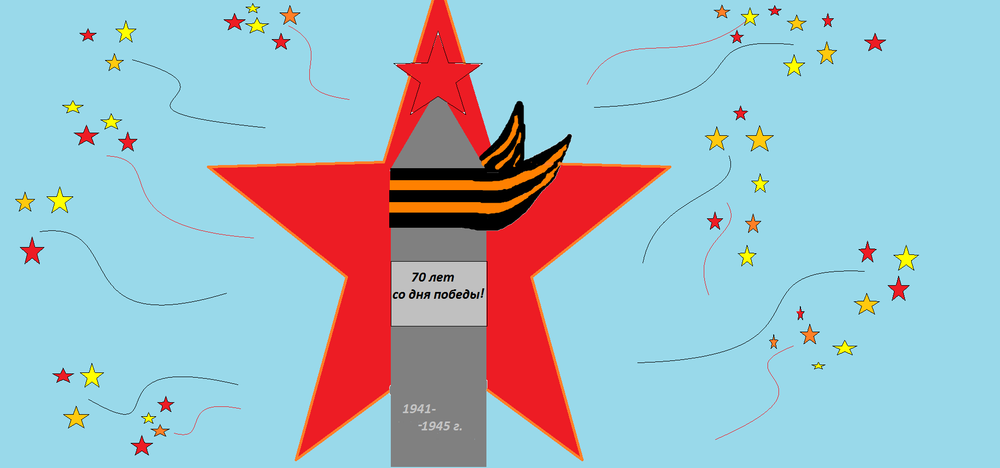 70 лет
со дня победы!
1941-
-1945 г.